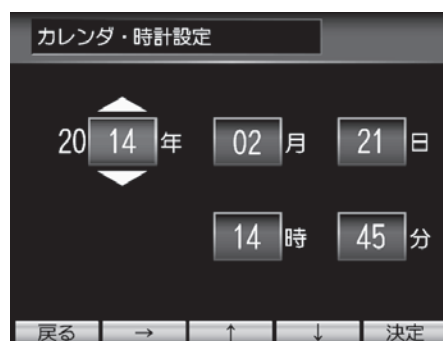 カレンダ・時計設定
20 14 年 02 月 21 日
14 時 45 分
戻る → ↑ ↓ 決定